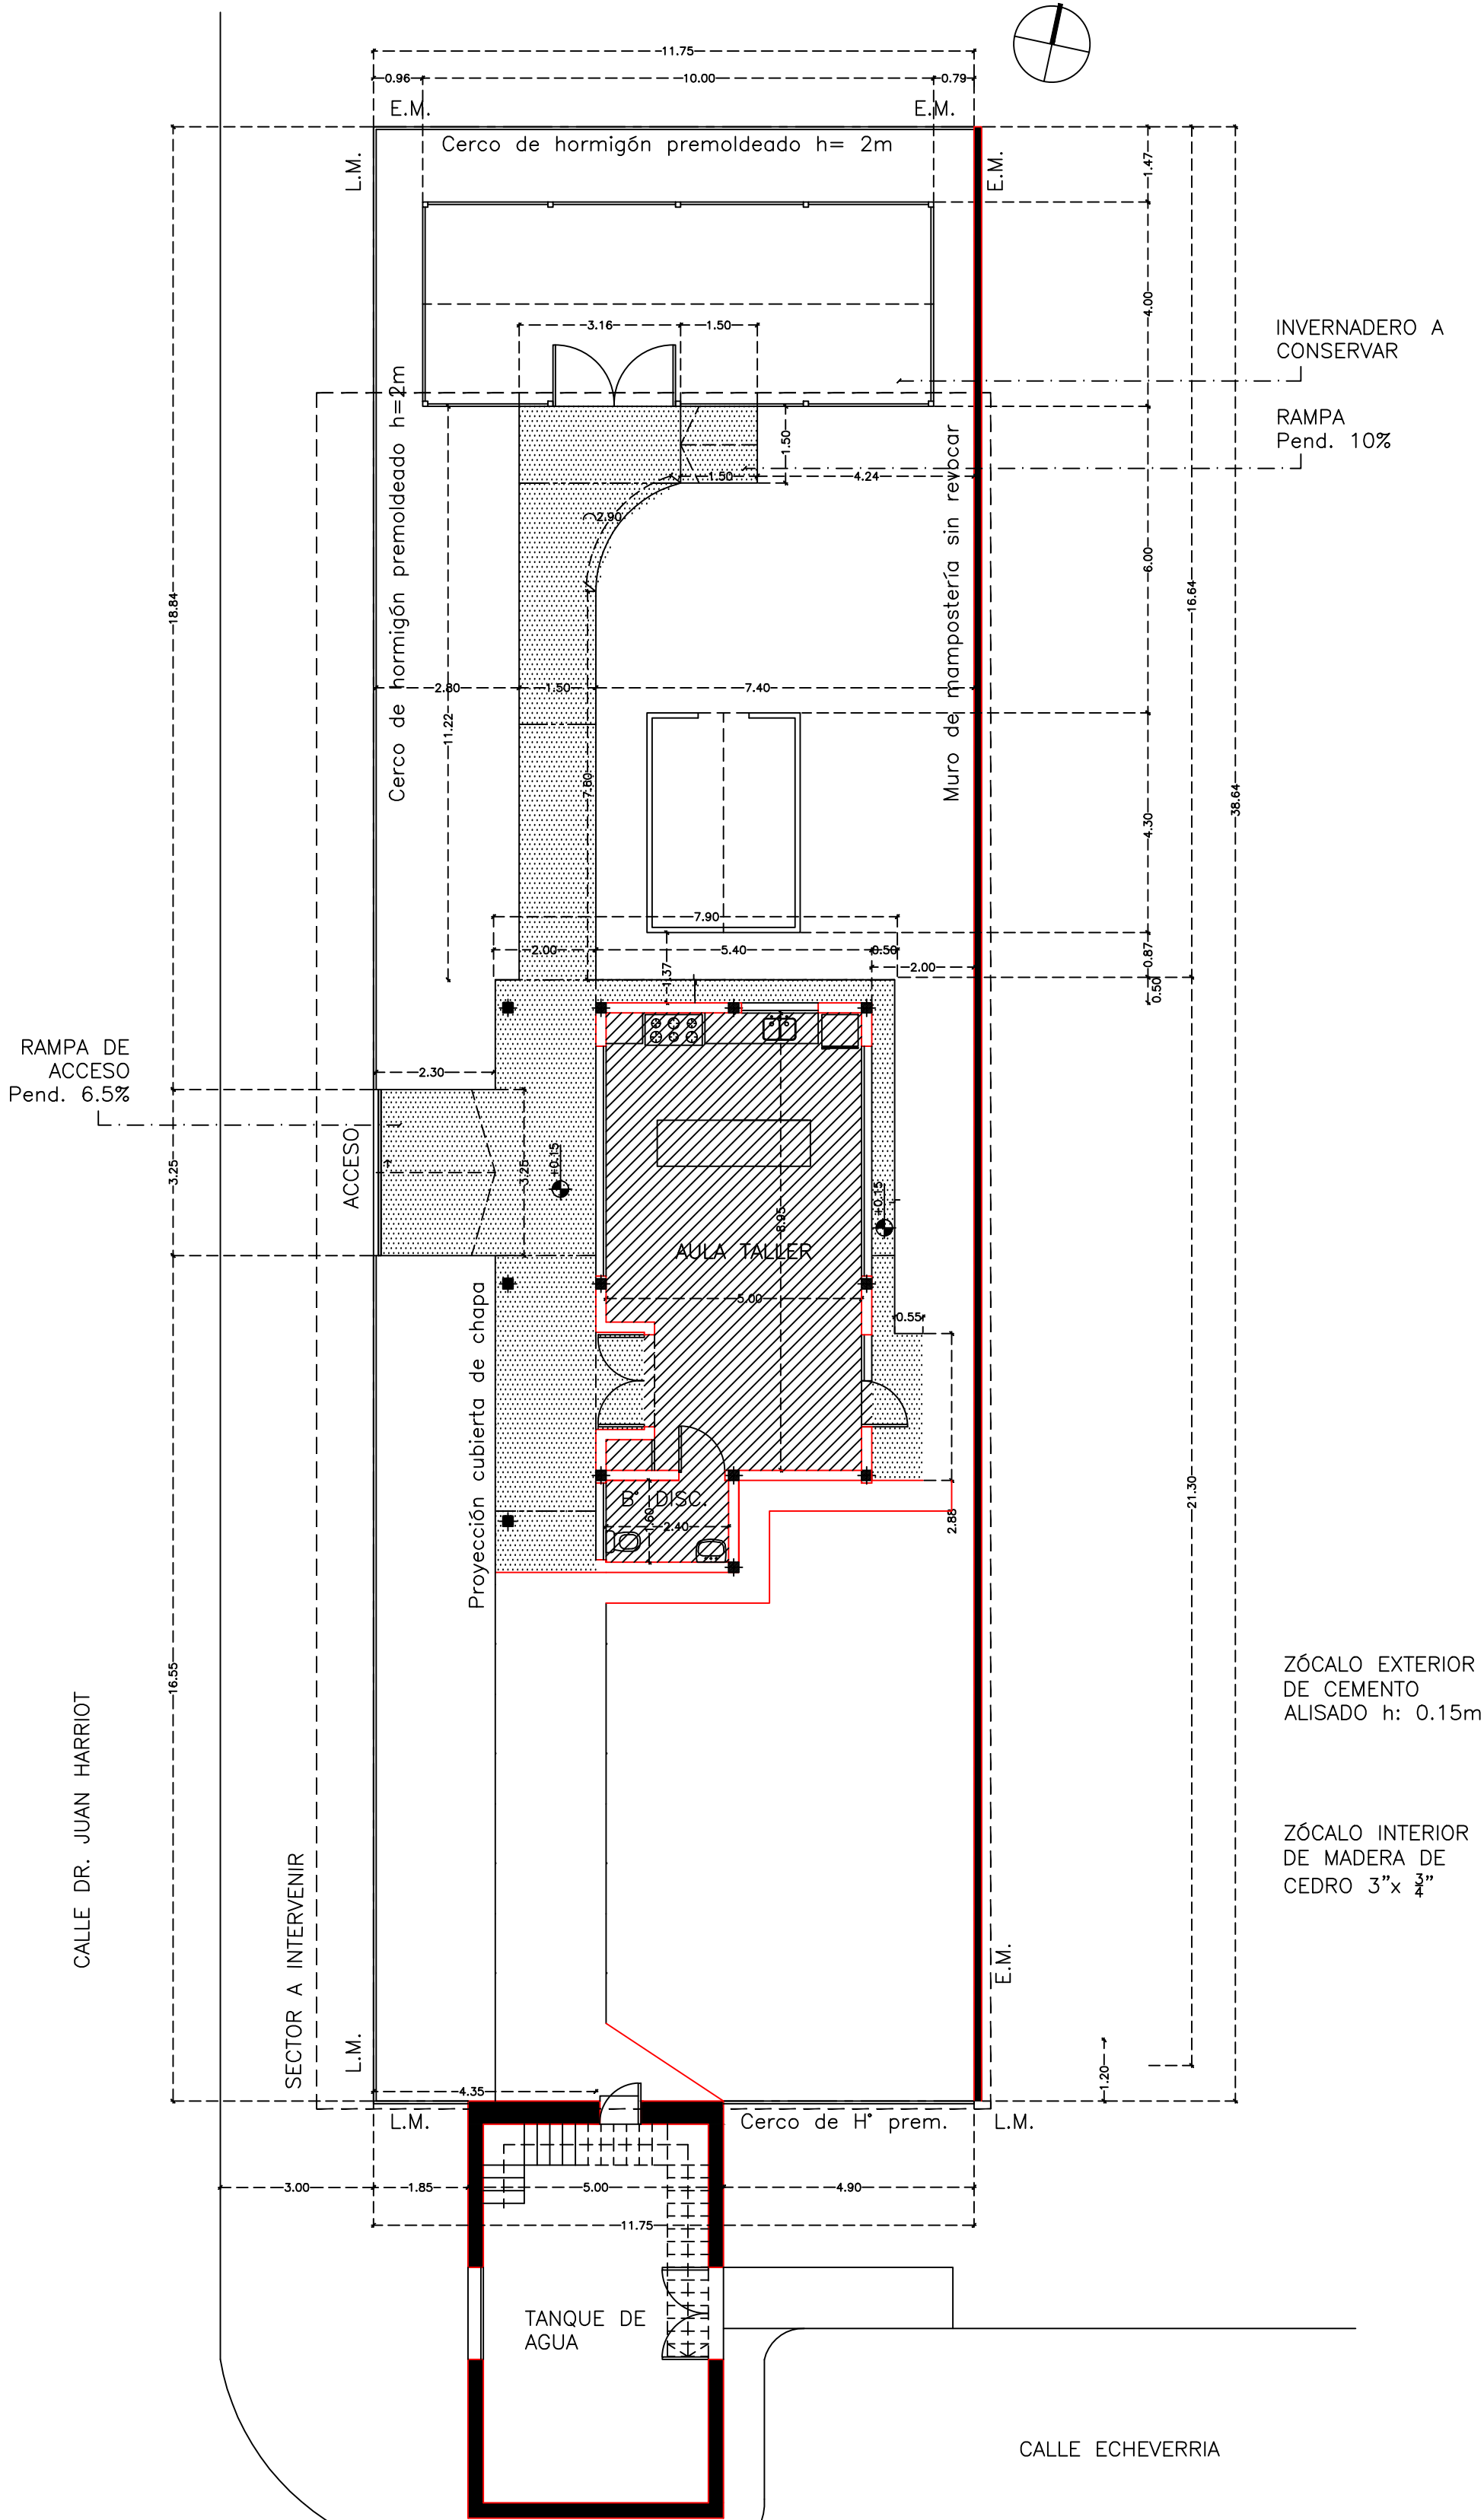 11.75
0.96
10.00
0.79
E.M.
E.M.
Cerco de hormigón premoldeado h= 2m
L.M.
E.M.
1.47
4.00
3.16
1.50
INVERNADERO A
CONSERVAR
RAMPA
Pend. 10%
1.50
1.50
4.24
2.90
Cerco de hormigón premoldeado h=2m
Muro de mampostería sin revocar
6.00
16.64
18.84
2.80
1.50
7.40
11.22
7.60
38.64
4.30
7.90
2.00
5.40
0.50
2.00
1.37
0.87
0.50
RAMPA DE
ACCESO
Pend. 6.5%
2.30
ACCESO
3.25
3.25
+0.15
+0.15
8.95
AULA TALLER
5.00
0.55
Proyección cubierta de chapa
B° DISC.
1.60
2.40
2.88
21.30
16.55
ZÓCALO EXTERIOR
DE CEMENTO
ALISADO h: 0.15m
CALLE DR. JUAN HARRIOT
ZÓCALO INTERIOR
DE MADERA DE
CEDRO 3”x 3/4”
SECTOR A INTERVENIR
L.M.
E.M.
1.20
4.35
L.M.
Cerco de H° prem.
L.M.
3.00
1.85
5.00
4.90
11.75
TANQUE DE
AGUA
CALLE ECHEVERRIA